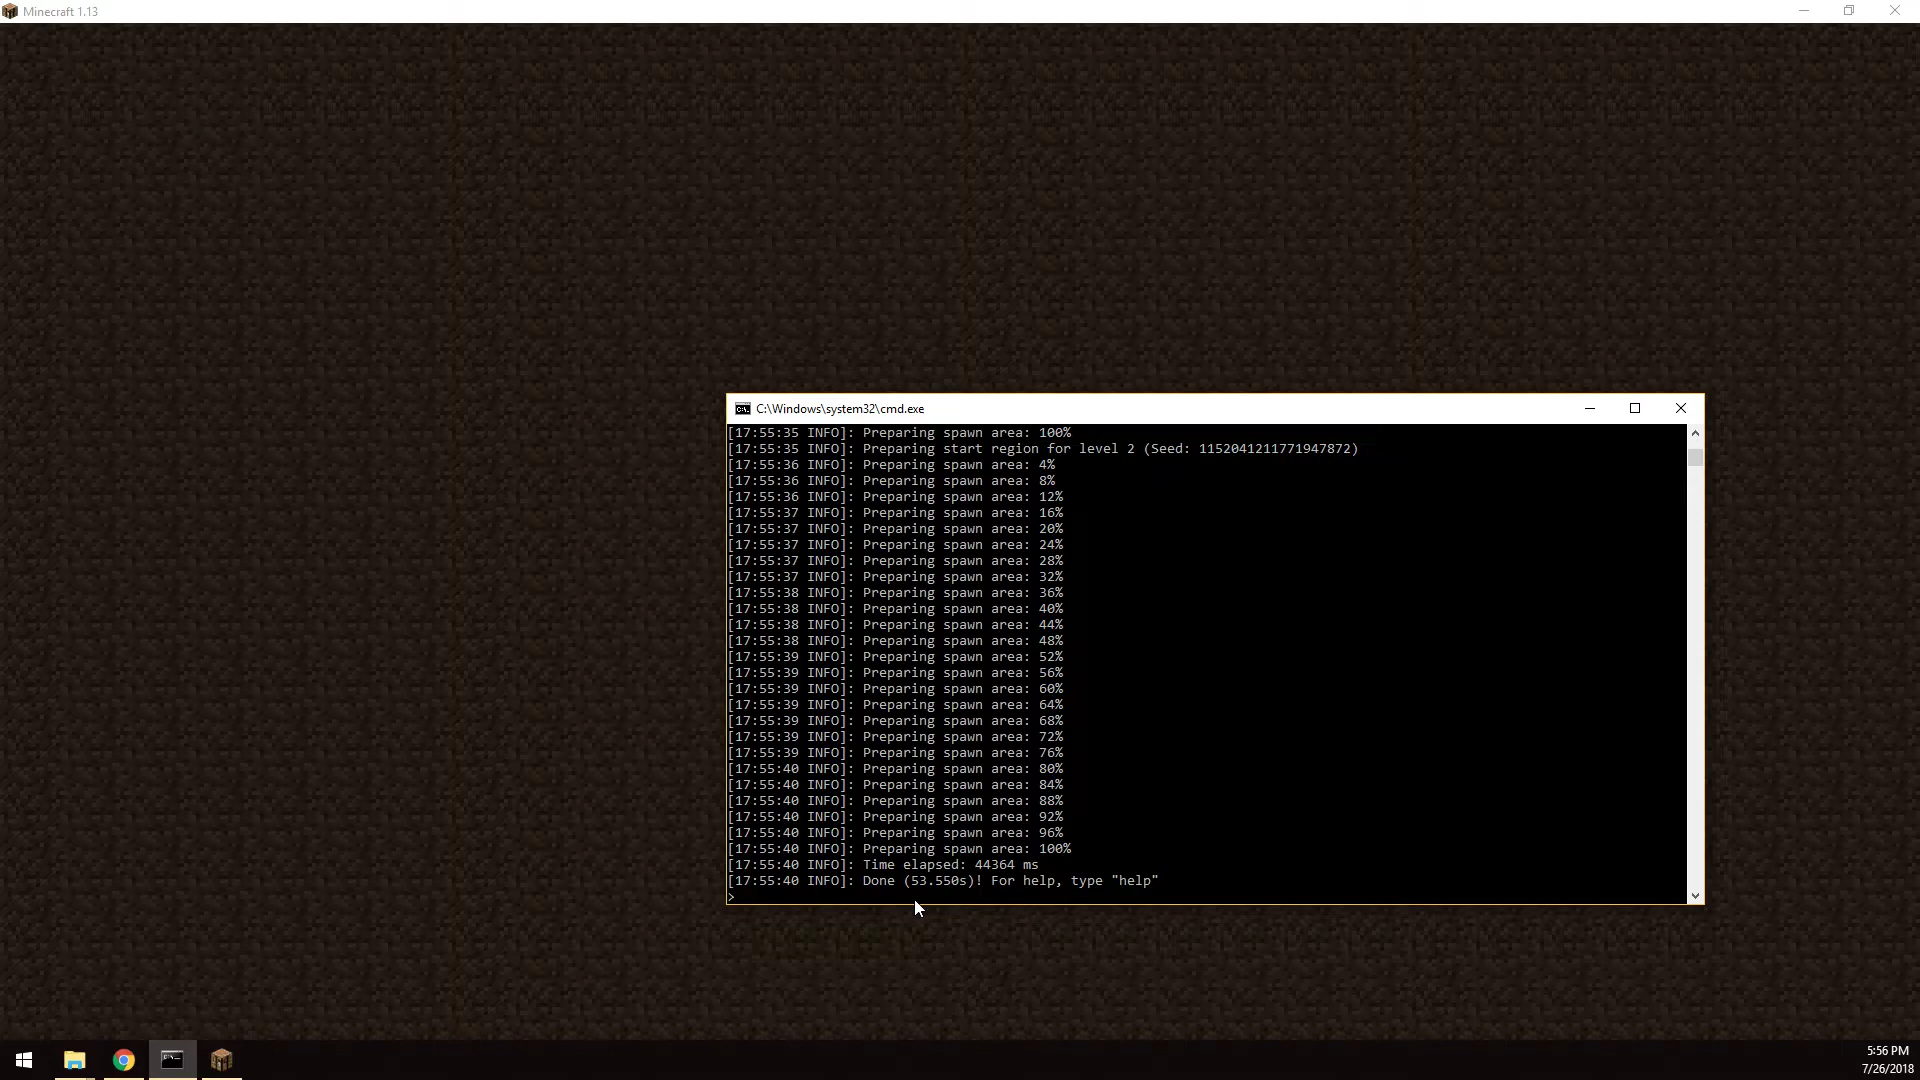 Minecraft 1.13
C:\Windows\system32\cmd.exe
[17:55:35 INFO]: Preparing spawn area: 100%
[17:55:35 INFO]: Preparing start region for level 2 (Seed: 1152041211771947872)
[17:55:36 INFO]: Preparing spawn area: 4%
[17:55:36 INFO]: Preparing spawn area: 8%
[17:55:36 INFO]: Preparing spawn area: 12%
[17:55:37 INFO]: Preparing spawn area: 16%
[17:55:37 INFO]: Preparing spawn area: 20%
[17:55:37 INFO]: Preparing spawn area: 24%
[17:55:37 INFO]: Preparing spawn area: 28%
[17:55:37 INFO]: Preparing spawn area: 32%
[17:55:38 INFO]: Preparing spawn area: 36%
[17:55:38 INFO]: Preparing spawn area: 40%
[17:55:38 INFO]: Preparing spawn area: 44%
[17:55:38 INFO]: Preparing spawn area: 48%
[17:55:39 INFO]: Preparing spawn area: 52%
[17:55:39 INFO]: Preparing spawn area: 56%
[17:55:39 INFO]: Preparing spawn area: 60%
[17:55:39 INFO]: Preparing spawn area: 64%
[17:55:39 INFO]: Preparing spawn area: 68%
[17:55:39 INFO]: Preparing spawn area: 72%
[17:55:39 INFO]: Preparing spawn area: 76%
[17:55:40 INFO]: Preparing spawn area: 80%
[17:55:40 INFO]: Preparing spawn area: 84%
[17:55:40 INFO]: Preparing spawn area: 88%
[17:55:40 INFO]: Preparing spawn area: 92%
[17:55:40 INFO]: Preparing spawn area: 96%
[17:55:40 INFO]: Preparing spawn area: 100%
[17:55:40 INFO]: Time elapsed: 44364 ms
[17:55:40 INFO]: Done (53.550s)! For help, type "help"
>
5:56 PM
7/26/2018